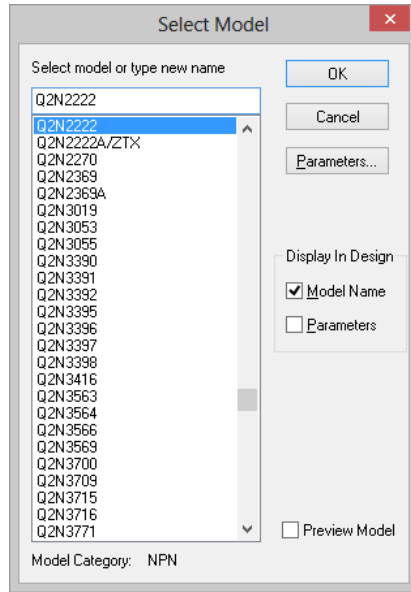 Select Model
Select model or type new name
Q2N2222
Q2N2222
Q2N2222A/ZTX
Q2N2270
Q2N2369
Q2N2369A
Q2N3019
Q2N3053
Q2N3055
Q2N3390
Q2N3391
Q2N3392
Q2N3395
Q2N3396
Q2N3397
Q2N3398
Q2N3416
Q2N3563
Q2N3564
Q2N3566
Q2N3569
Q2N3700
Q2N3709
Q2N3715
Q2N3716
Q2N3771
Model Category: NPN
OK
Cancel
Parameters...
Display In Design
Model Name
Parameters
Preview Model